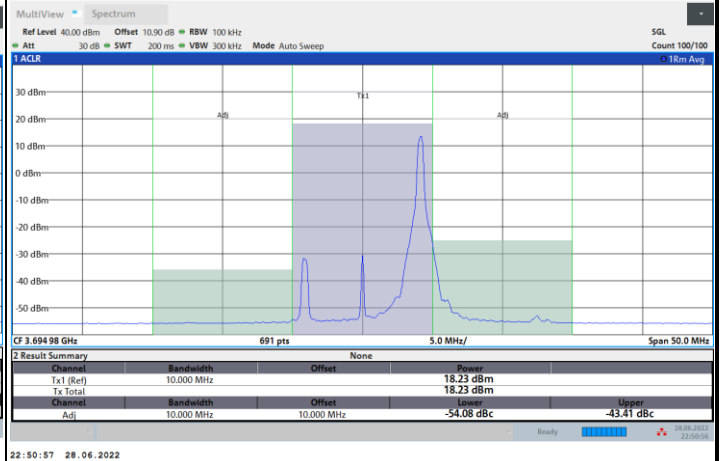 MultiView Spectrum
Ref Level 40.00 dBm Offset 10.90 dB RBW 100 kHz SGL
Att 30 dB SWT 200 ms VBW 300 kHz Mode Auto Sweep Count 100/100
1 ACLR 1Rm Avg
30 dBm
Tx1
20 dBm
Adj Adj
10 dBm
0 dBm
-10 dBm
-20 dBm
-30 dBm
-40 dBm
-50 dBm
CF 3.694 98 GHz 691 pts 5.0 MHz/ Span 50.0 MHz
2 Result Summary None
Channel Bandwidth Offset Power
Tx1 (Ref) 10.000 MHz 18.23 dBm
Tx Total 18.23 dBm
Channel Bandwidth Offset Lower Upper
Adj 10.000 MHz 10.000 MHz -54.08 dBc -43.41 dBc
Ready 28.06.2022
22:50:56
22:50:57 28.06.2022